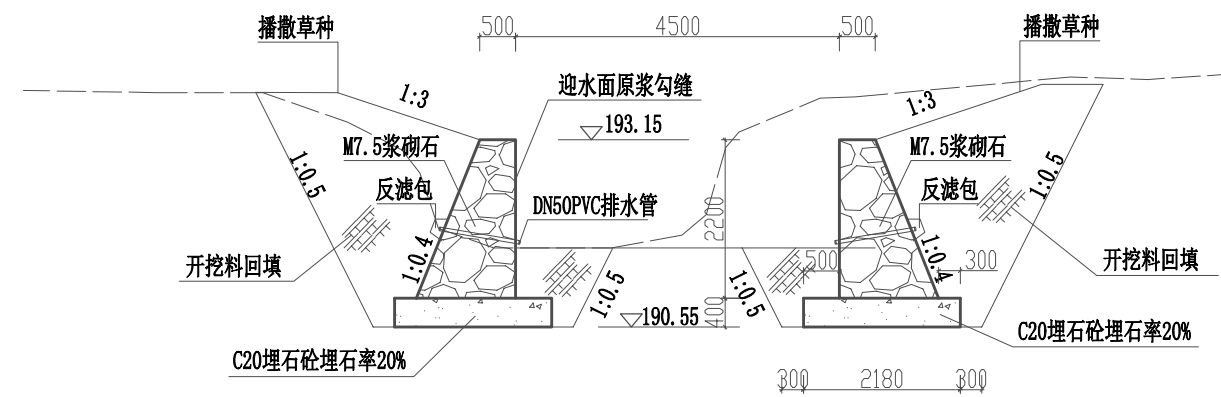 播撒草种
500
4500
500
播撒草种
1:3
迎水面原浆勾缝
1:3
193.15
M7.5浆砌石
M7.5浆砌石
1:0.5
1:0.5
反滤包
反滤包
DN50PVC排水管
2200
开挖料回填
1:0.4
1:0.4
500
300
开挖料回填
1:0.5
1:0.5
190.55
400
C20埋石砼埋石率20%
C20埋石砼埋石率20%
300
2180
300